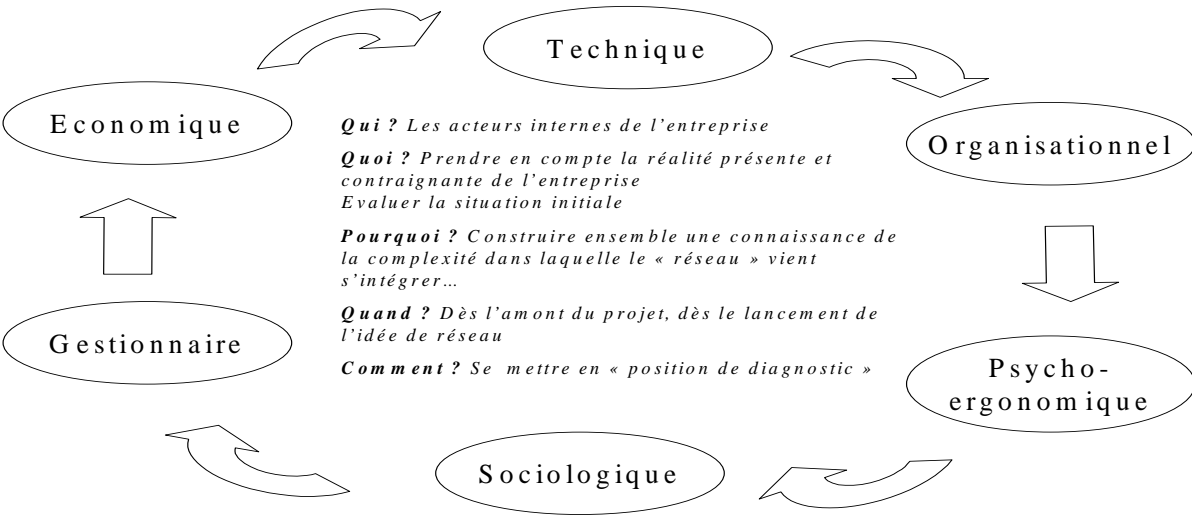 Technique
Economique
Organisationnel
Qui ? Les acteurs internes de l’entreprise
Quoi ? Prendre en compte la réalité présente et
contraignante de l’entreprise
Evaluer la situation initiale
Pourquoi ? Construire ensemble une connaissance de
la complexité dans laquelle le « réseau » vient
s’intégrer…
Quand ? Dès l’amont du projet, dès le lancement de
l’idée de réseau
Comment ? Se mettre en « position de diagnostic »
Gestionnaire
Psycho-
ergonomique
Sociologique